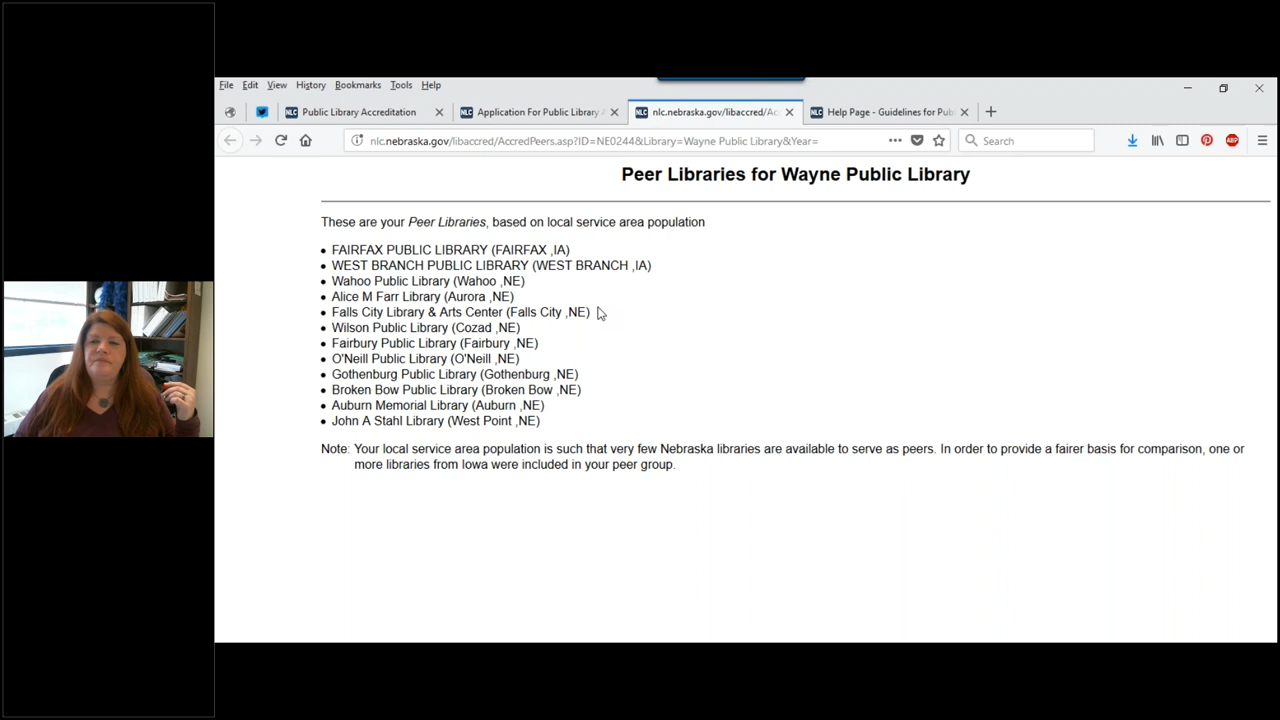 File Edit View History Bookmarks Tools Help
NLC Public Library Accreditation
NLC Application For Public Library
NLC nlc.nebraska.gov/libaccred/Ac
NLC Help Page - Guidelines for Pub
nlc.nebraska.gov/libaccred/AccredPeers.asp?ID=NE0244&Library=Wayne Public Library&Year=
Search
ABP
Peer Libraries for Wayne Public Library
These are your Peer Libraries, based on local service area population
• FAIRFAX PUBLIC LIBRARY (FAIRFAX ,IA)
• WEST BRANCH PUBLIC LIBRARY (WEST BRANCH ,IA)
• Wahoo Public Library (Wahoo ,NE)
• Alice M Farr Library (Aurora ,NE)
• Falls City Library & Arts Center (Falls City ,NE)
• Wilson Public Library (Cozad ,NE)
• Fairbury Public Library (Fairbury ,NE)
• O'Neill Public Library (O'Neill ,NE)
• Gothenburg Public Library (Gothenburg ,NE)
• Broken Bow Public Library (Broken Bow ,NE)
• Auburn Memorial Library (Auburn ,NE)
• John A Stahl Library (West Point ,NE)
Note: Your local service area population is such that very few Nebraska libraries are available to serve as peers. In order to provide a fairer basis for comparison, one or
more libraries from Iowa were included in your peer group.